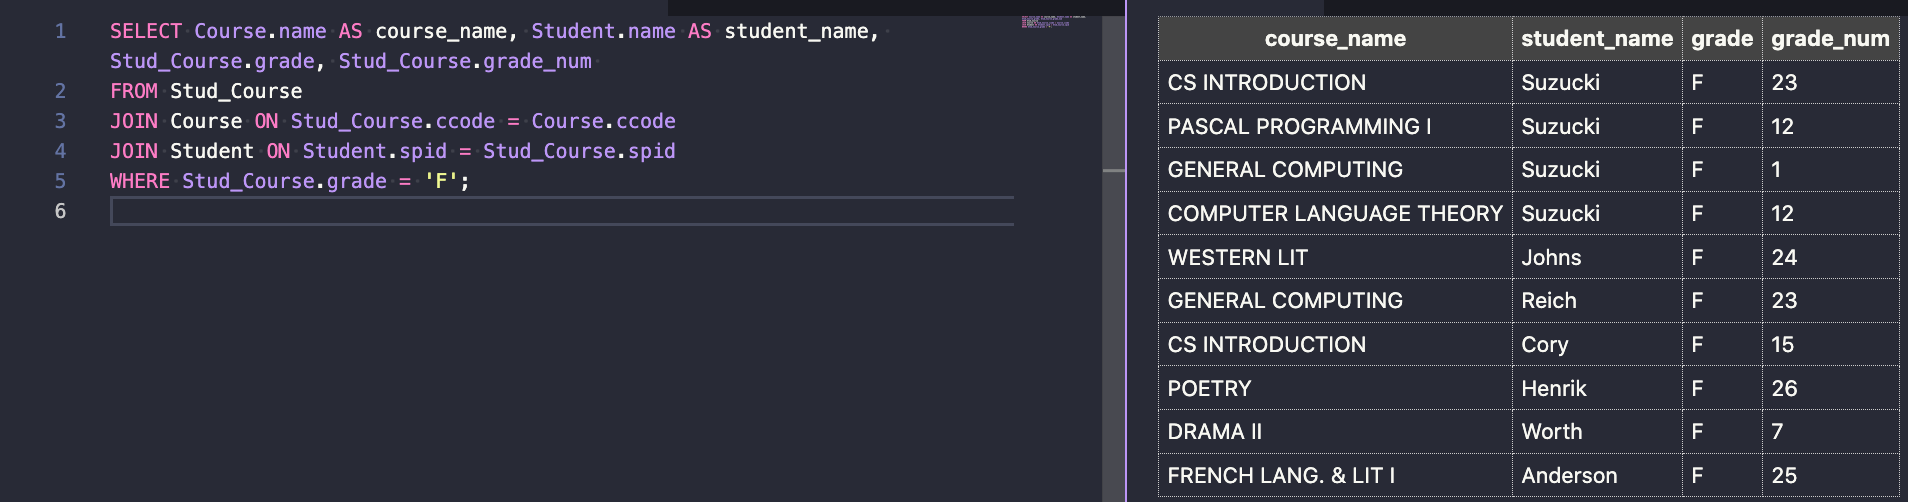 1 SELECT Course.name AS course_name, Student.name AS student_name,
Stud_Course.grade, Stud_Course.grade_num
2 FROM Stud_Course
3 JOIN Course ON Stud_Course.ccode = Course.ccode
4 JOIN Student ON Student.spid = Stud_Course.spid
5 WHERE Stud_Course.grade = 'F';
6
course_name student_name grade grade_num
CS INTRODUCTION Suzucki F 23
PASCAL PROGRAMMING I Suzucki F 12
GENERAL COMPUTING Suzucki F 1
COMPUTER LANGUAGE THEORY Suzucki F 12
WESTERN LIT Johns F 24
GENERAL COMPUTING Reich F 23
CS INTRODUCTION Cory F 15
POETRY Henrik F 26
DRAMA II Worth F 7
FRENCH LANG. & LIT I Anderson F 25